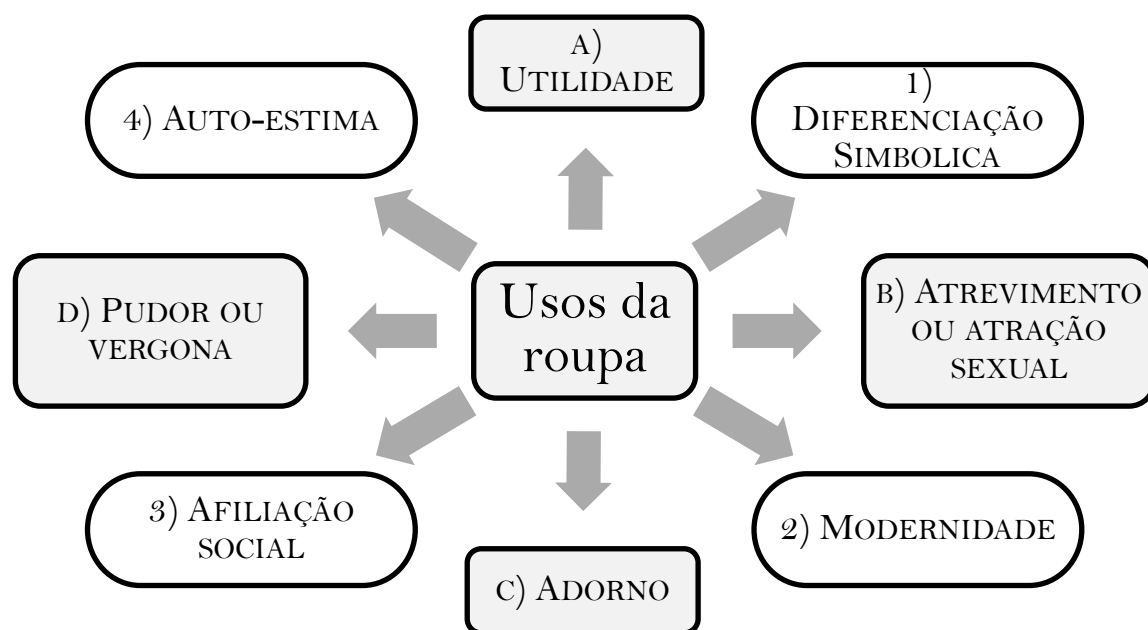 A)
UTILIDADE
4) AUTO-ESTIMA
1)
DIFERENCIAÇÃO
SIMBOLICA
D) PUDOR OU
VERGONA
Usos da
roupa
B) ATREVIMENTO
OU ATRAÇÃO
SEXUAL
3) AFILIAÇÃO
SOCIAL
2) MODERNIDADE
C) ADORNO